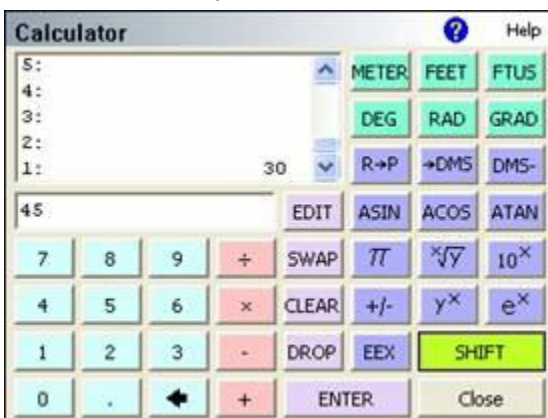 Calculator ? Help
5:
4:
3:
2:
1: 30
METER FEET FTUS
DEG RAD GRAD
R→P →DMS DMS-
45 EDIT ASIN ACOS ATAN
7 8 9 ÷ SWAP π ˣ√y 10ˣ
4 5 6 × CLEAR +/- yˣ eˣ
1 2 3 - DROP EEX SHIFT
0 . ← + ENTER Close